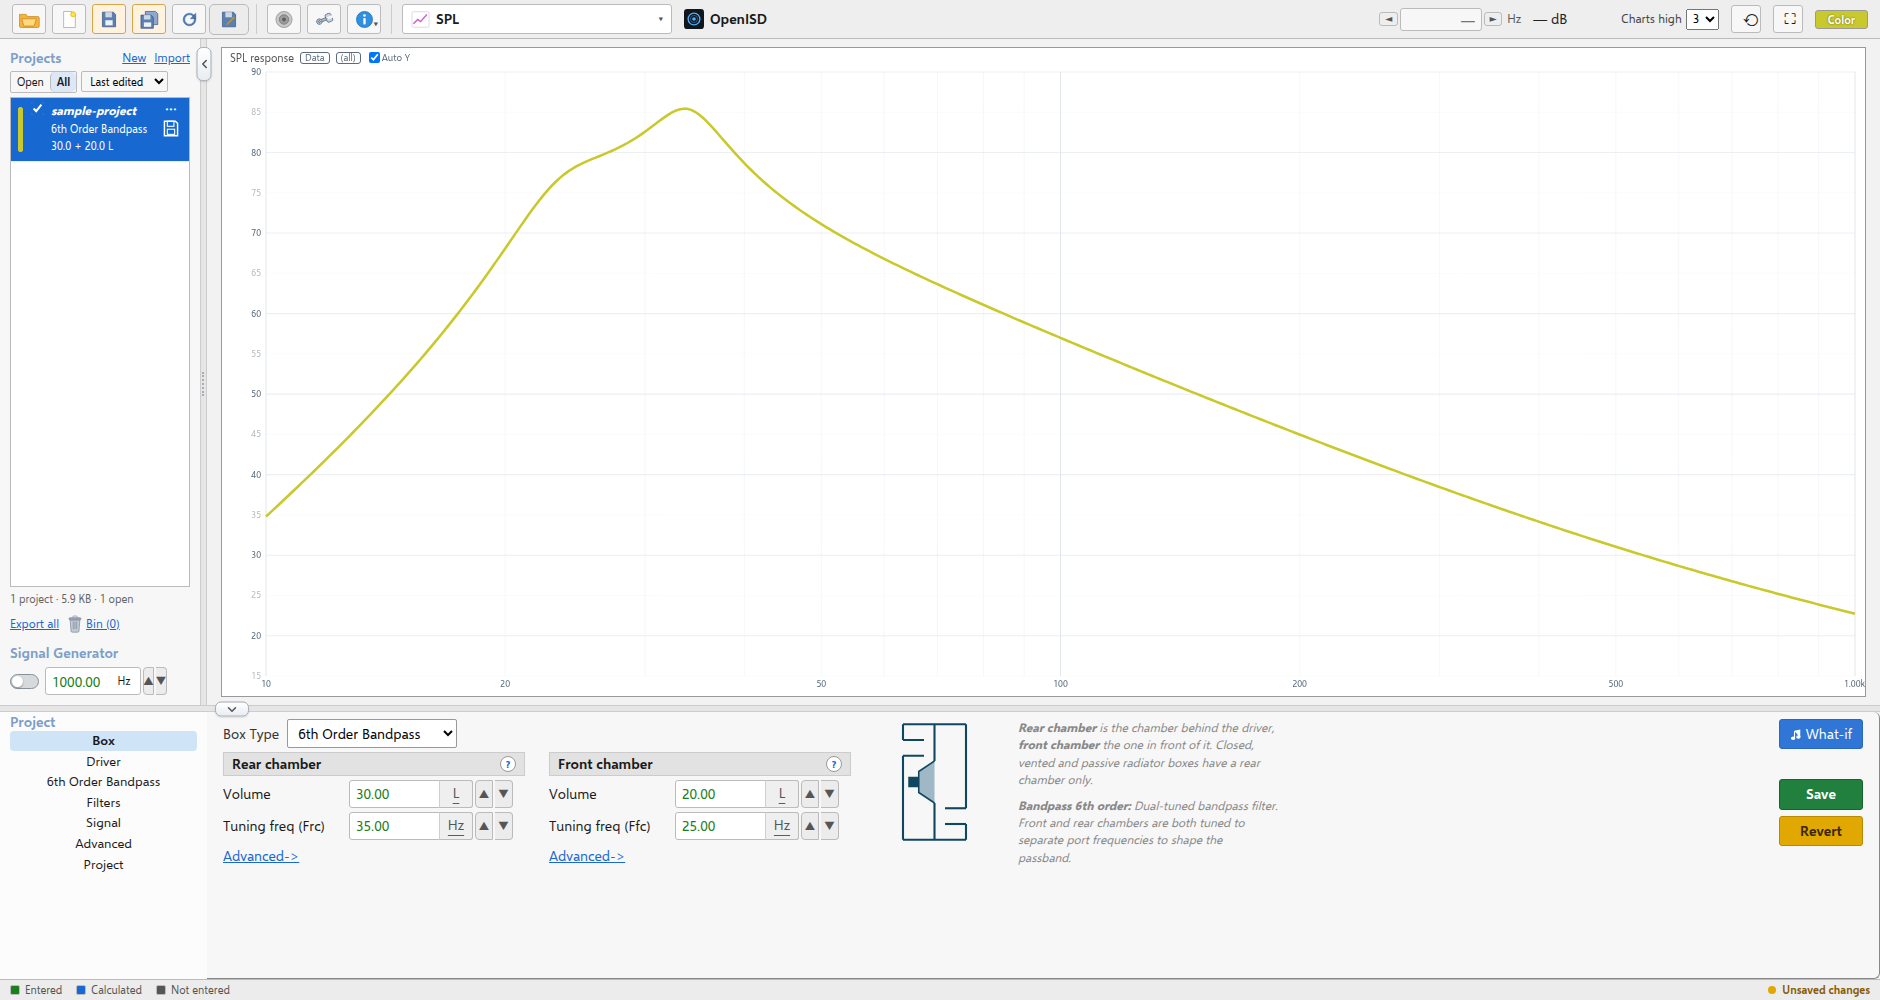 SPL
OpenISD
—
Hz
— dB
Charts high
3
Color
Projects
New
Import
Open
All
Last edited
sample-project
6th Order Bandpass
30.0 + 20.0 L
1 project · 5.9 KB · 1 open
Export all
Bin (0)
Signal Generator
1000.00
Hz
SPL response
Data
(all)
Auto Y
90
85
80
75
70
65
60
55
50
45
40
35
30
25
20
15
10
20
50
100
200
500
1.00k
Project
Box
Driver
6th Order Bandpass
Filters
Signal
Advanced
Project
Box Type
6th Order Bandpass
Rear chamber
?
Volume
30.00
L
Tuning freq (Frc)
35.00
Hz
Advanced->
Front chamber
?
Volume
20.00
L
Tuning freq (Ffc)
25.00
Hz
Advanced->
Rear chamber is the chamber behind the driver,
front chamber the one in front of it. Closed,
vented and passive radiator boxes have a rear
chamber only.
Bandpass 6th order: Dual-tuned bandpass filter.
Front and rear chambers are both tuned to
separate port frequencies to shape the
passband.
What-if
Save
Revert
Entered
Calculated
Not entered
Unsaved changes